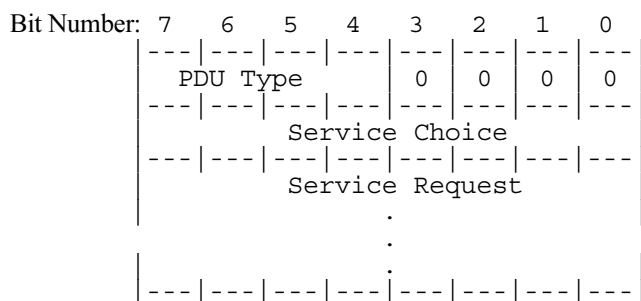 Bit Number: 7 6 5 4 3 2 1 0
|---|---|---|---|---|---|---|---|
| PDU Type | 0 | 0 | 0 | 0 |
|---|---|---|---|---|---|---|---|
| Service Choice |
|---|---|---|---|---|---|---|---|
| Service Request |
| . |
.
| . |
|---|---|---|---|---|---|---|---|